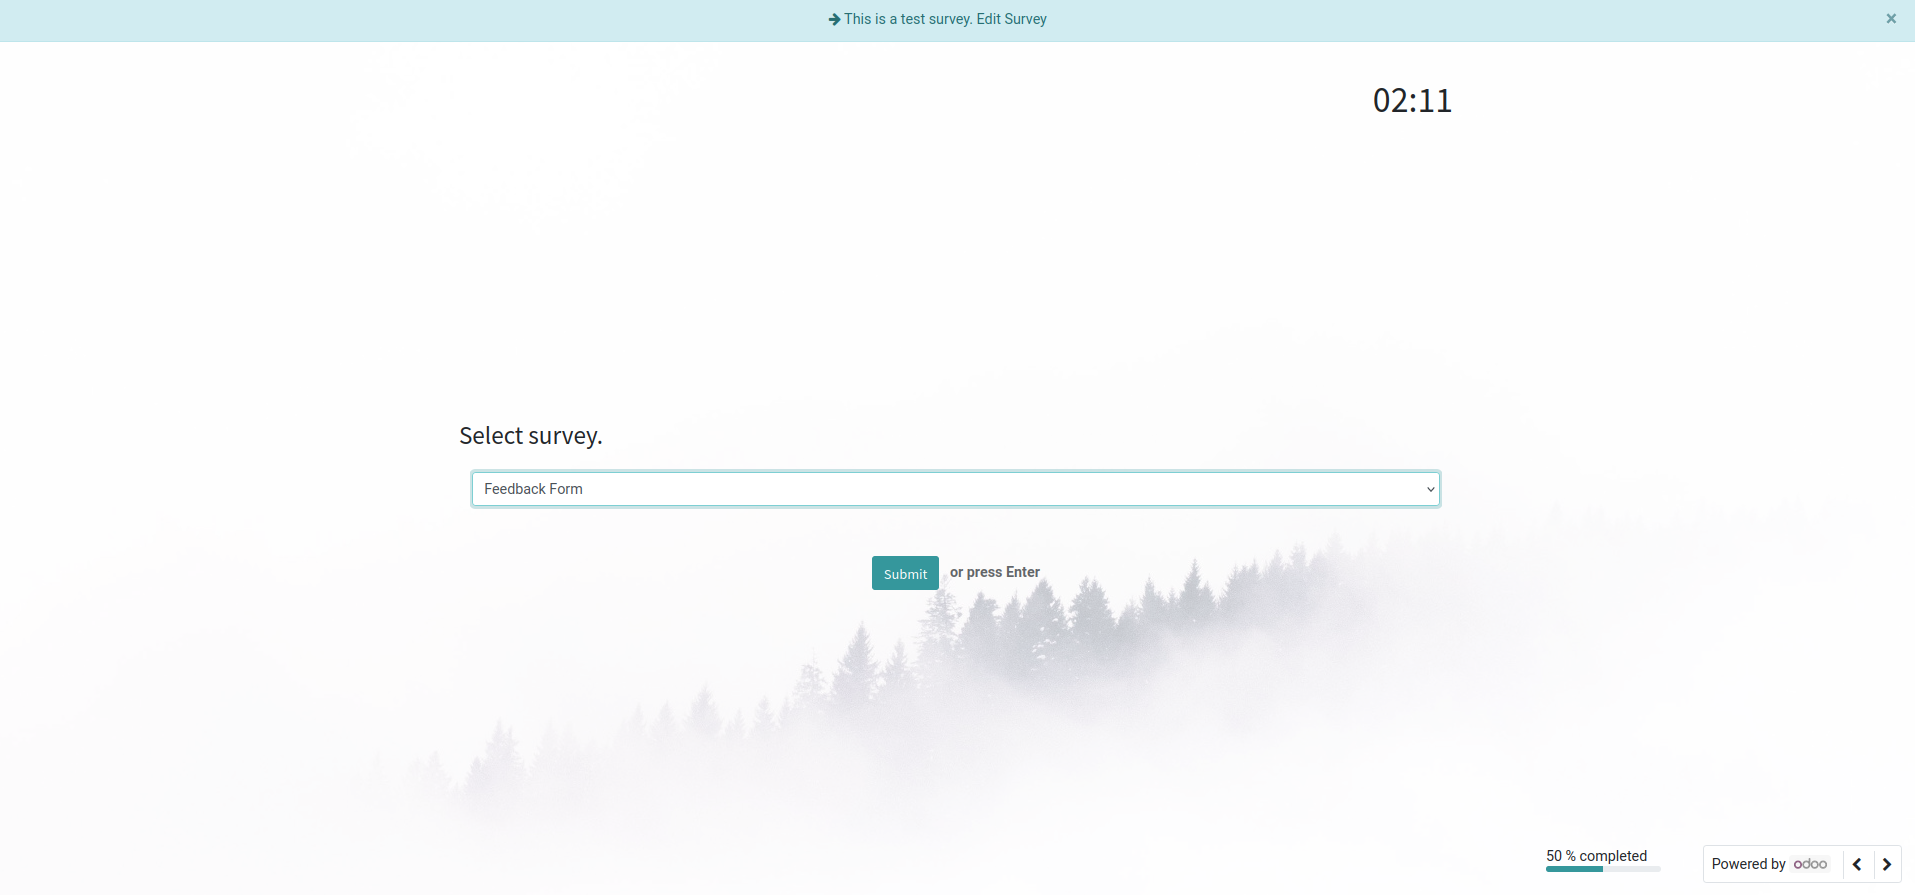 This is a test survey. Edit Survey ×
02:11
Select survey.
Feedback Form
Submit or press Enter
50 % completed
Powered by odoo